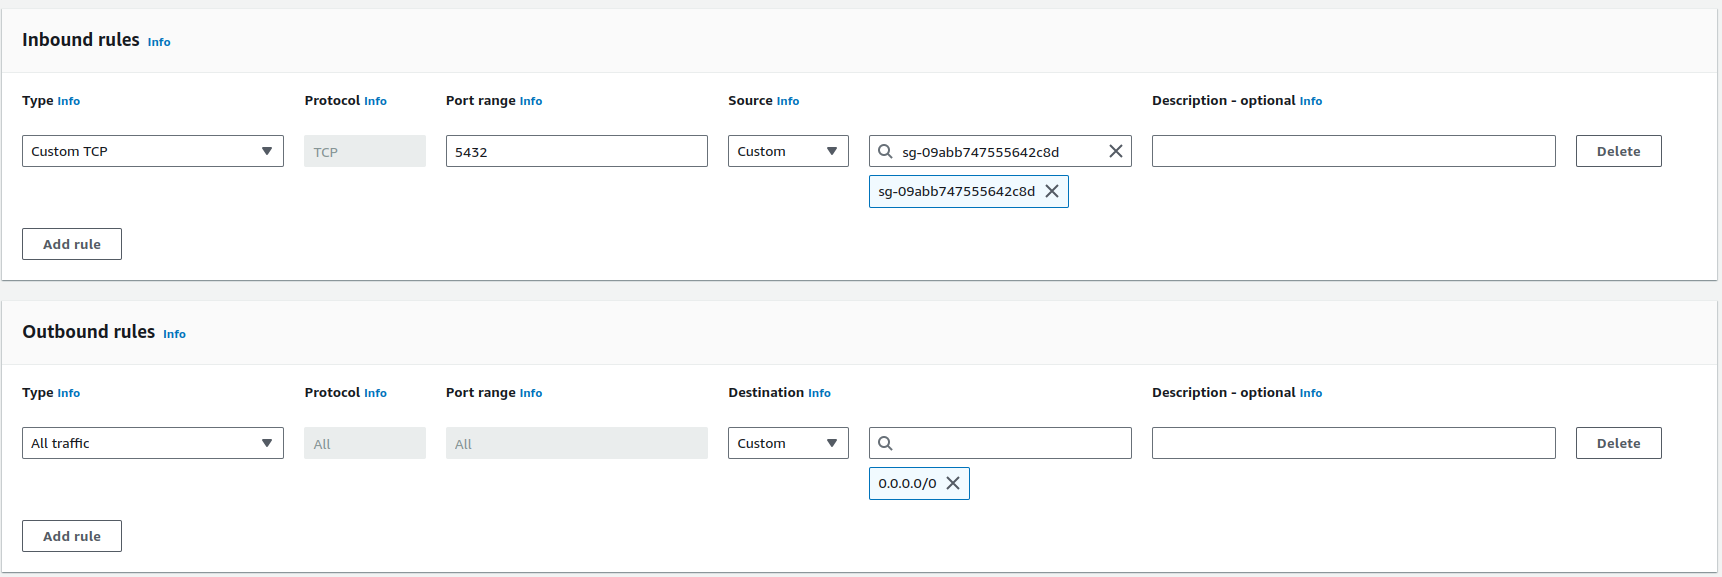 Inbound rules Info
Type Info Protocol Info Port range Info Source Info Description - optional Info
Custom TCP TCP 5432 Custom sg-09abb747555642c8d Delete
sg-09abb747555642c8d
Add rule
Outbound rules Info
Type Info Protocol Info Port range Info Destination Info Description - optional Info
All traffic All All Custom Delete
0.0.0.0/0
Add rule